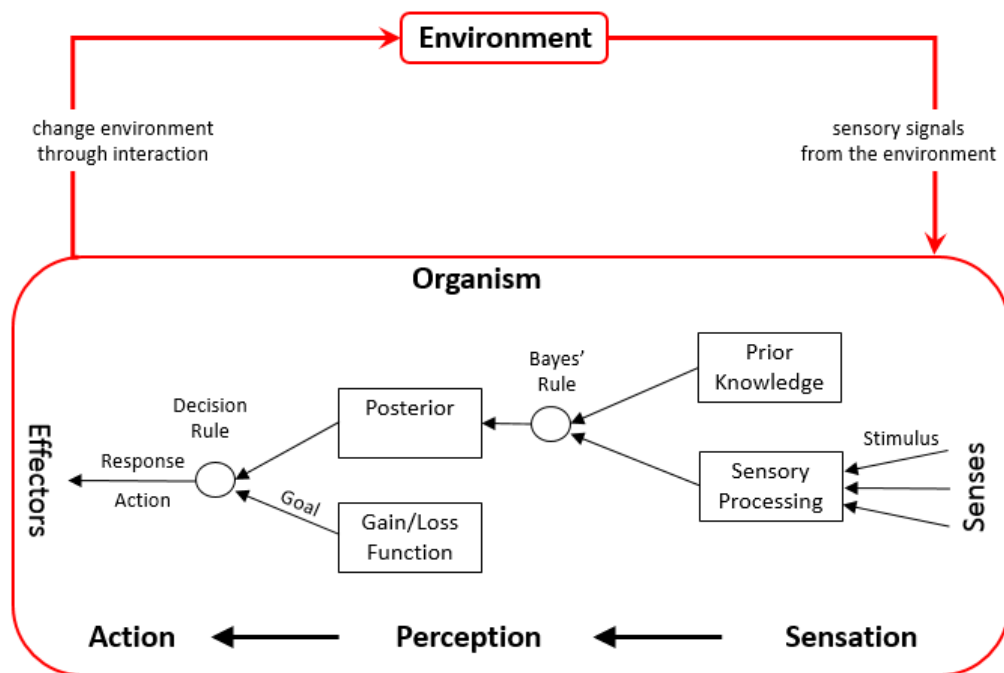 Environment
change environment
through interaction
sensory signals
from the environment
Organism
Prior
Knowledge
Bayes'
Rule
Posterior
Decision
Rule
Effectors
Response
Action
Goal
Gain/Loss
Function
Sensory
Processing
Stimulus
Senses
Action
Perception
Sensation